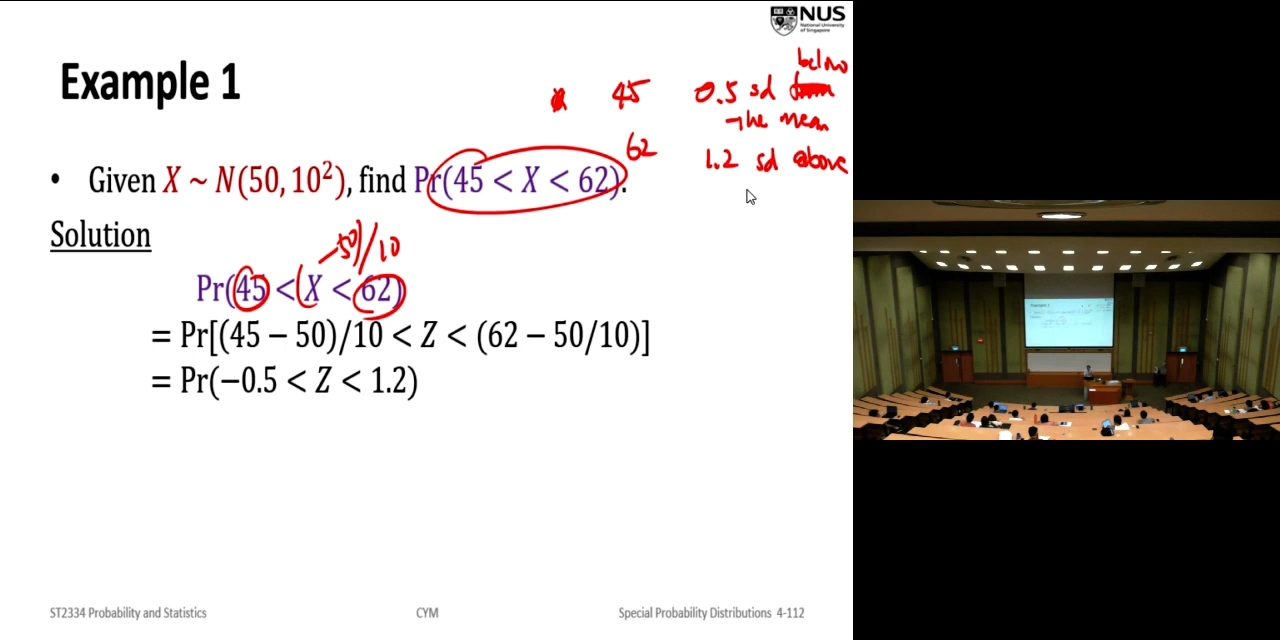 NUS
National University
of Singapore
Example 1
below
45 0.5 sd
the mean
62 1.2 sd above
• Given X ~ N(50, 10²), find Pr(45 < X < 62).
Solution
-50)/10
Pr(45 < (X < 62)
= Pr[(45 − 50)/10 < Z < (62 − 50/10)]
= Pr(−0.5 < Z < 1.2)
ST2334 Probability and Statistics CYM Special Probability Distributions 4-112